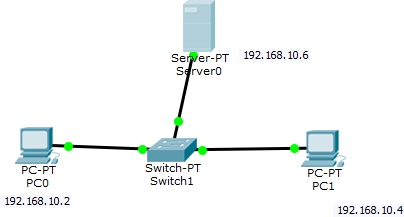 Server-PT
Server0
192.168.10.6
Switch-PT
Switch1
PC-PT
PC0
192.168.10.2
PC-PT
PC1
192.168.10.4